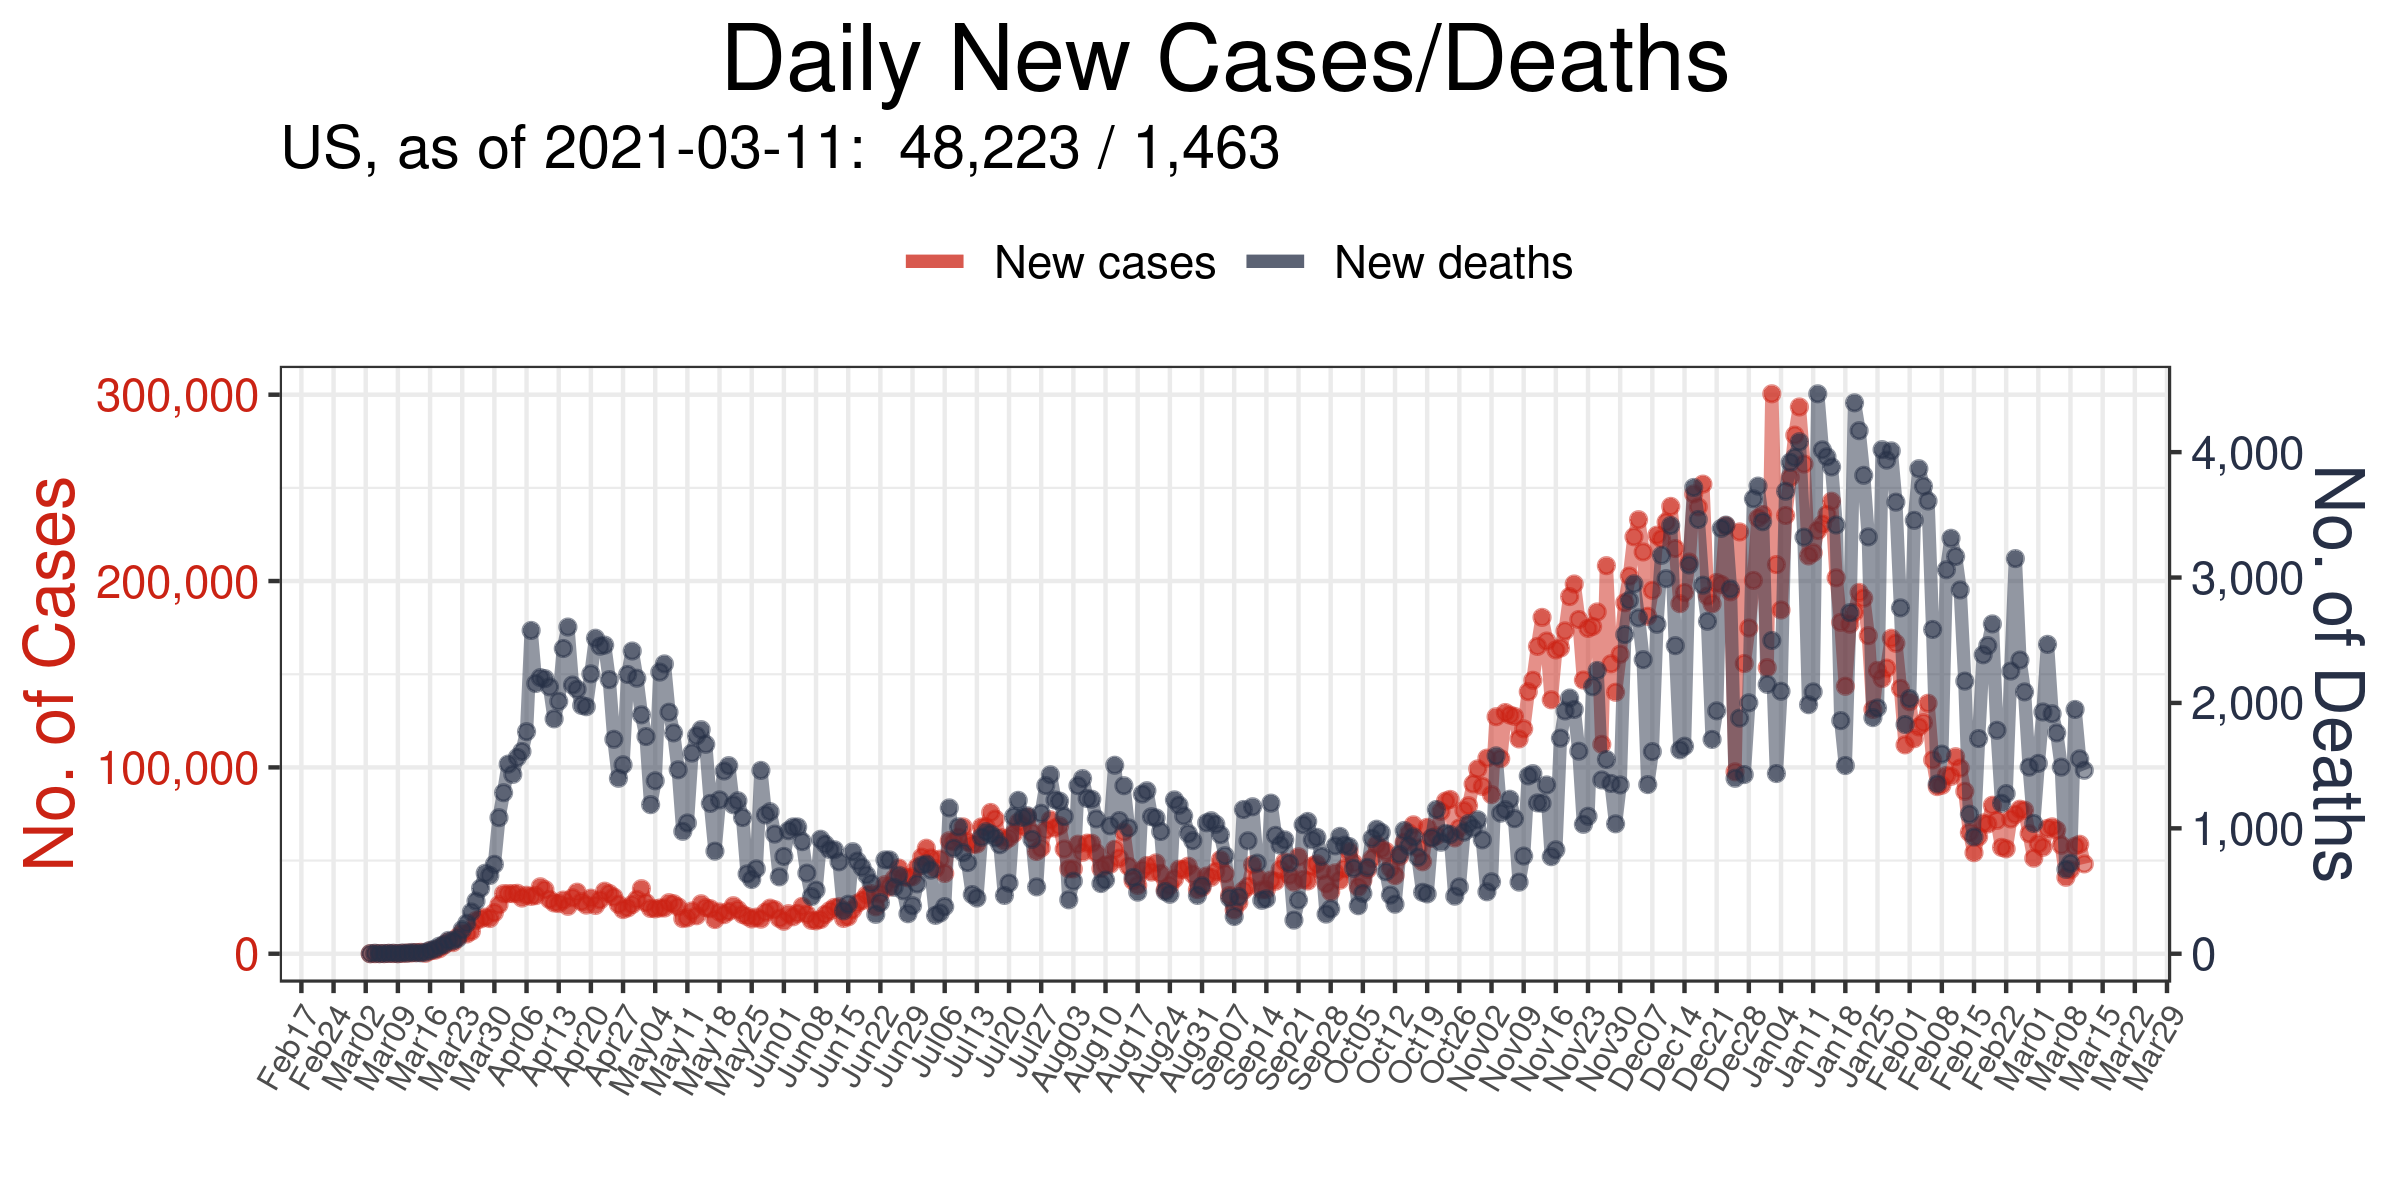 Daily New Cases/Deaths
US, as of 2021-03-11:  48,223 / 1,463
New cases
New deaths
No. of Cases
300,000
200,000
100,000
0
No. of Deaths
4,000
3,000
2,000
1,000
0
Feb17
Feb24
Mar02
Mar09
Mar16
Mar23
Mar30
Apr06
Apr13
Apr20
Apr27
May04
May11
May18
May25
Jun01
Jun08
Jun15
Jun22
Jun29
Jul06
Jul13
Jul20
Jul27
Aug03
Aug10
Aug17
Aug24
Aug31
Sep07
Sep14
Sep21
Sep28
Oct05
Oct12
Oct19
Oct26
Nov02
Nov09
Nov16
Nov23
Nov30
Dec07
Dec14
Dec21
Dec28
Jan04
Jan11
Jan18
Jan25
Feb01
Feb08
Feb15
Feb22
Mar01
Mar08
Mar15
Mar22
Mar29